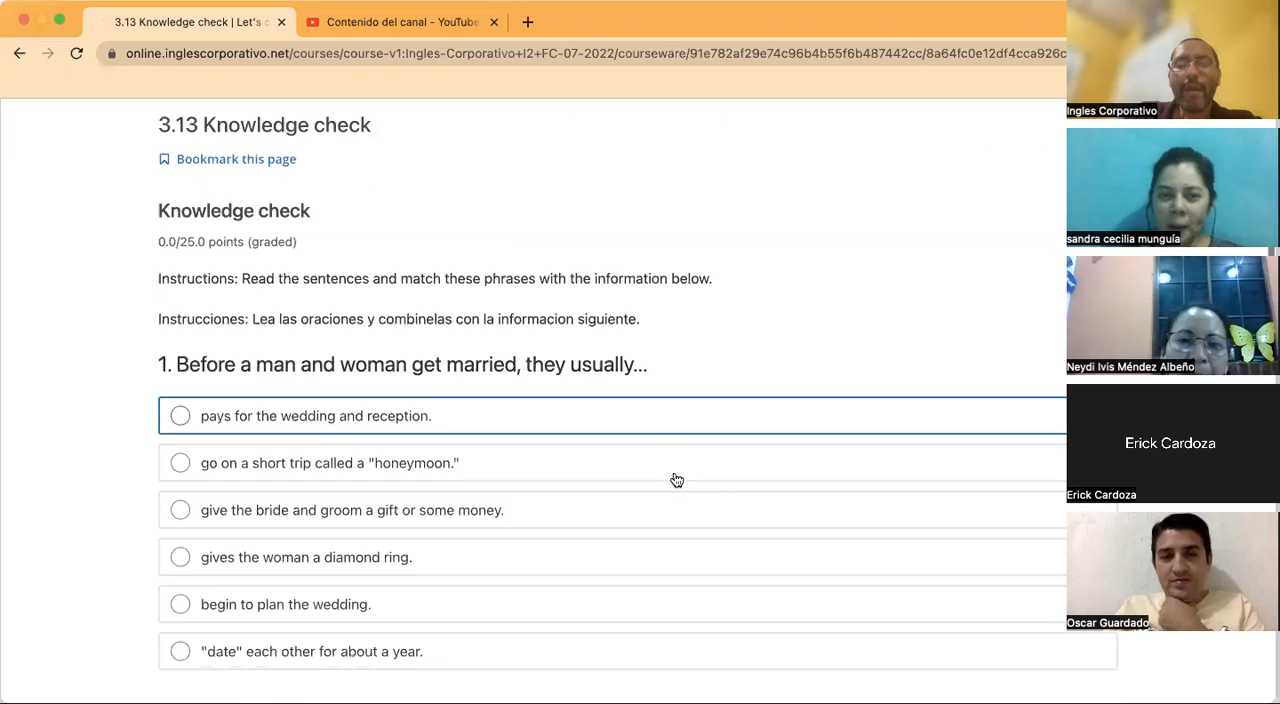 3.13 Knowledge check | Let's c
Contenido del canal - YouTube
online.inglescorporativo.net/courses/course-v1:Ingles-Corporativo+I2+FC-07-2022/courseware/91e782af29e74c96b4b55f6b487442cc/8a64fc0e12df4cca926c
3.13 Knowledge check
Bookmark this page
Knowledge check
0.0/25.0 points (graded)
Instructions: Read the sentences and match these phrases with the information below.
Instrucciones: Lea las oraciones y combinelas con la informacion siguiente.
1. Before a man and woman get married, they usually...
pays for the wedding and reception.
go on a short trip called a "honeymoon."
give the bride and groom a gift or some money.
gives the woman a diamond ring.
begin to plan the wedding.
"date" each other for about a year.
Ingles Corporativo
sandra cecilia munguía
Neydi Ivis Méndez Albeño
Erick Cardoza
Erick Cardoza
Oscar Guardado